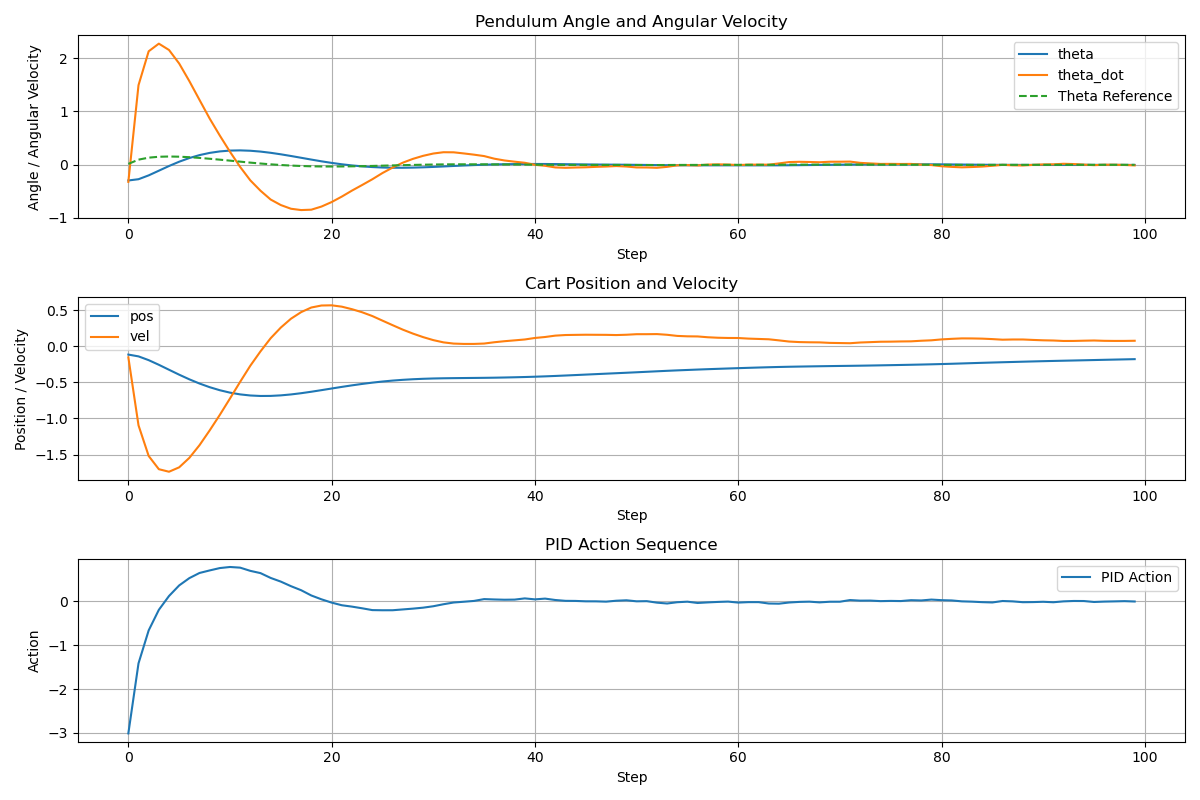 Pendulum Angle and Angular Velocity
Angle / Angular Velocity
2
1
0
−1
theta
theta_dot
Theta Reference
0 20 40 60 80 100
Step
Cart Position and Velocity
Position / Velocity
0.5
0.0
−0.5
−1.0
−1.5
pos
vel
0 20 40 60 80 100
Step
PID Action Sequence
Action
0
−1
−2
−3
PID Action
0 20 40 60 80 100
Step